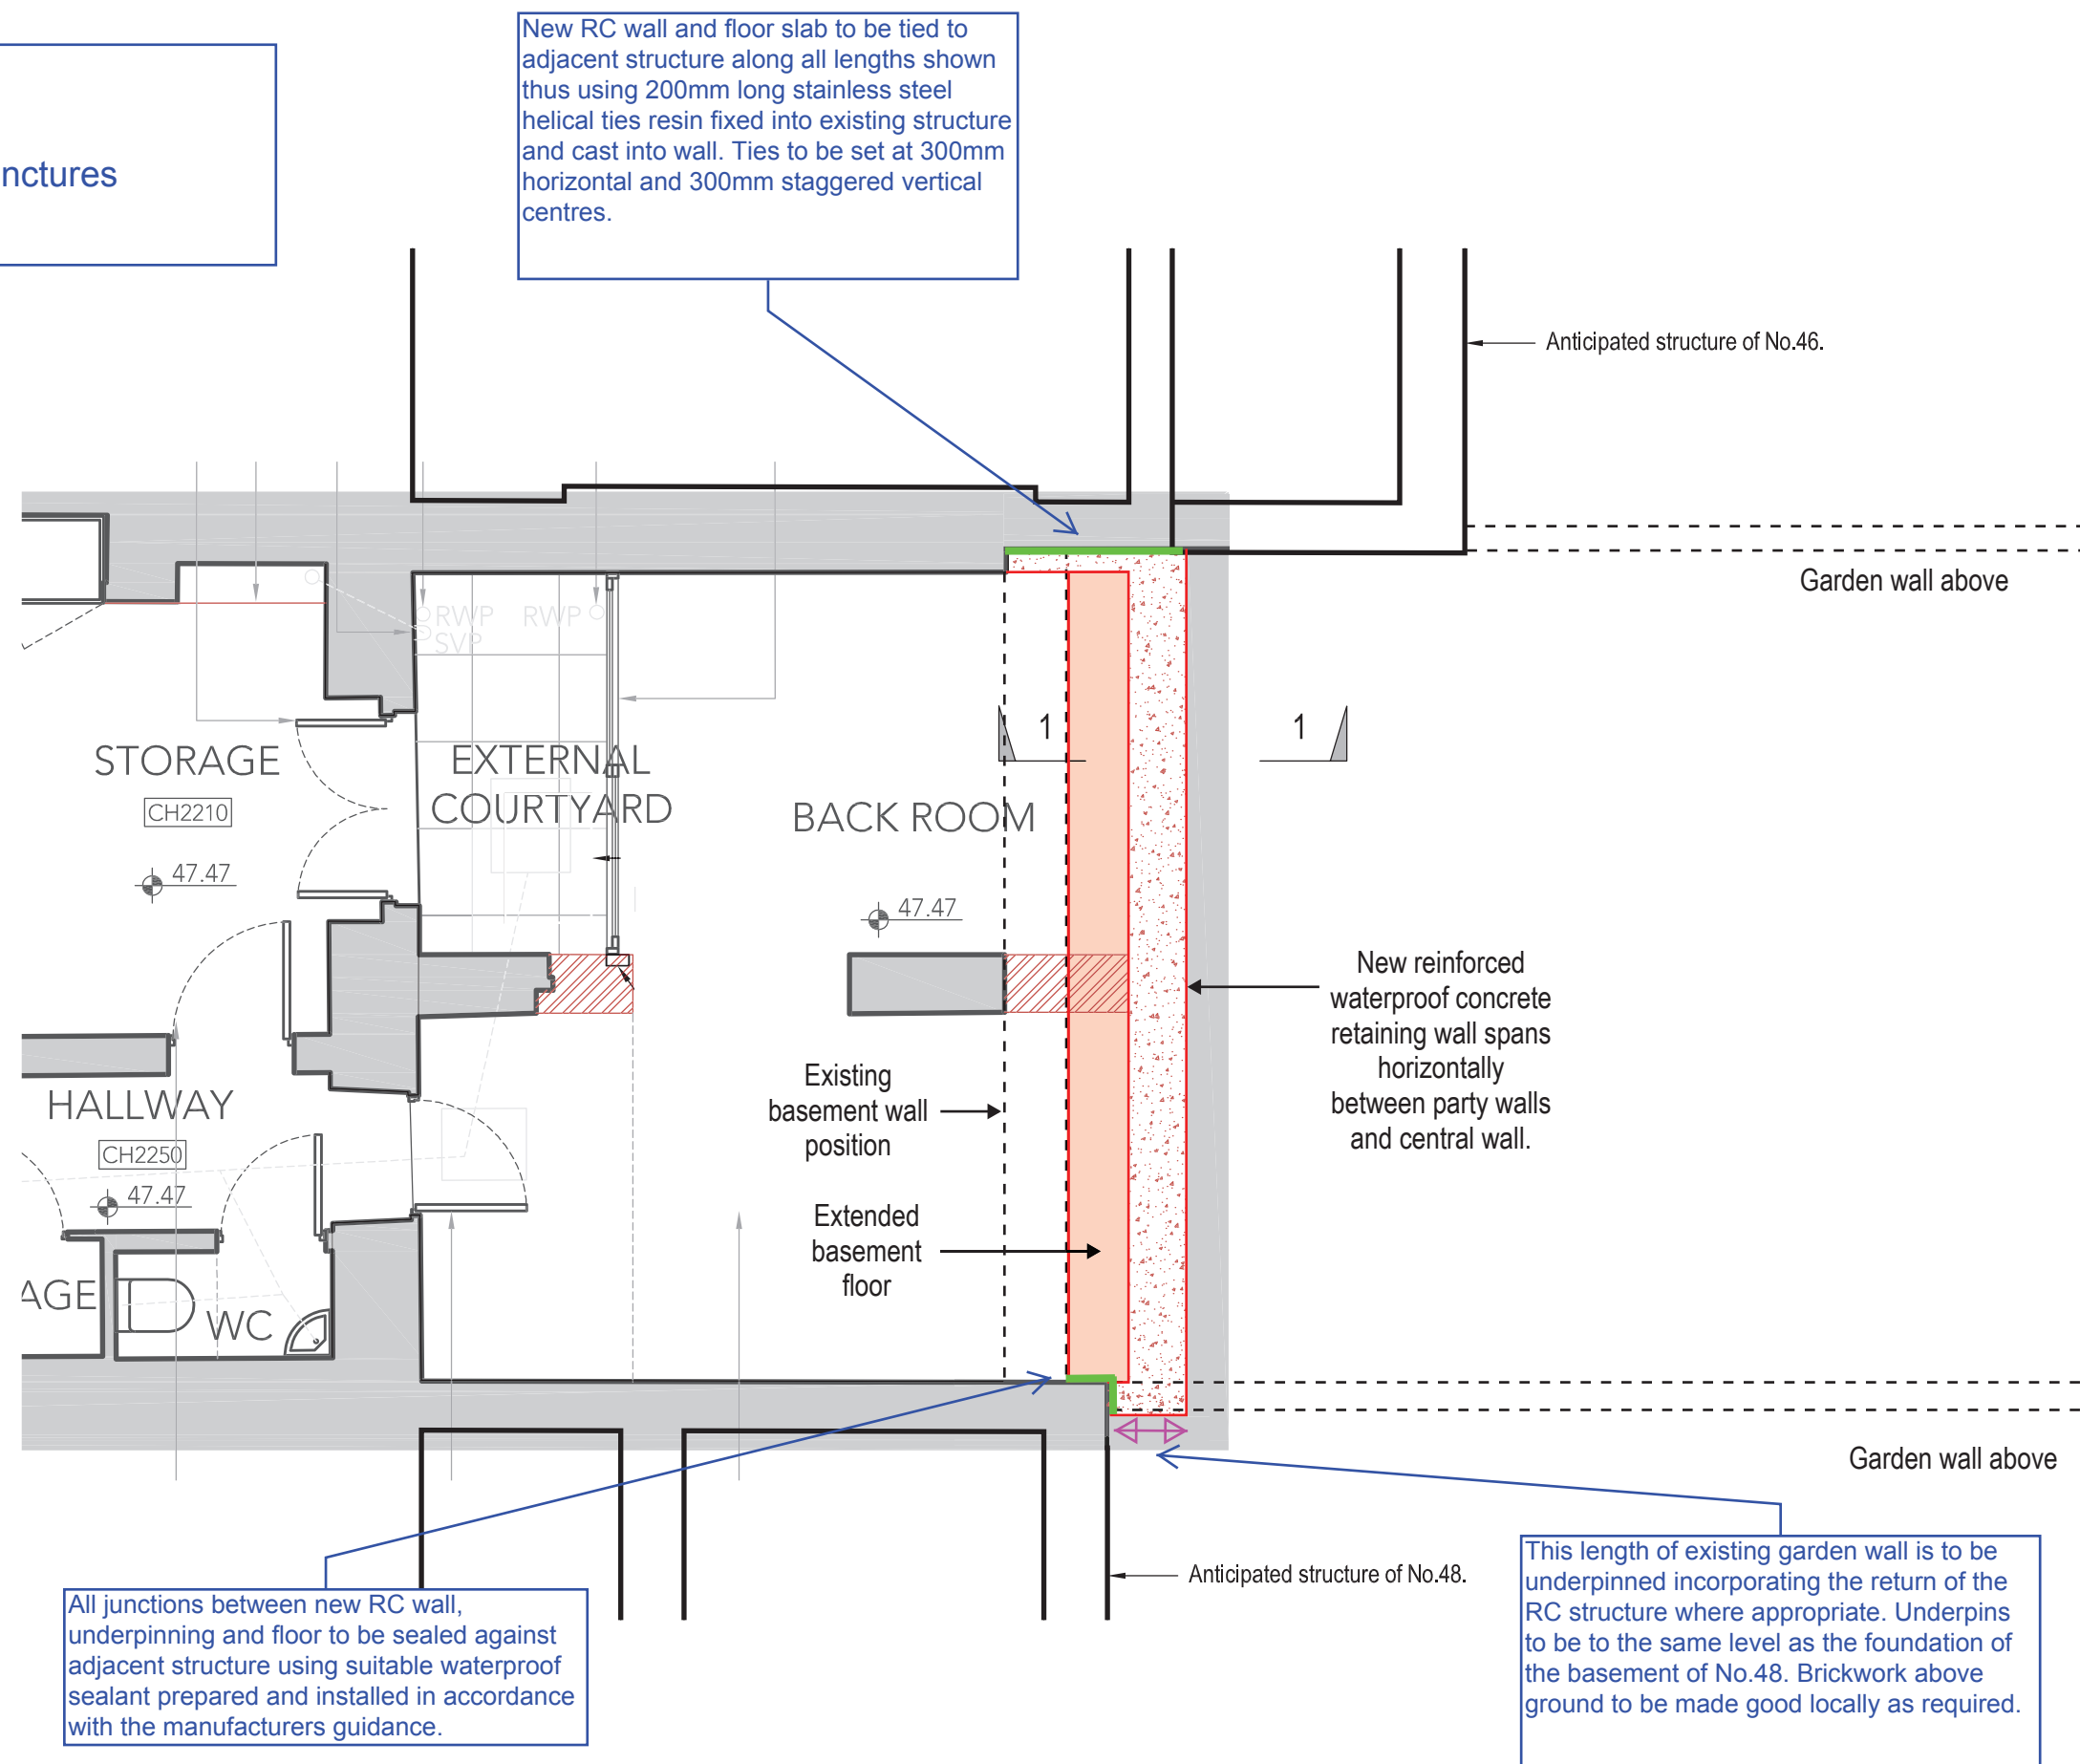 nctures
New RC wall and floor slab to be tied to
adjacent structure along all lengths shown
thus using 200mm long stainless steel
helical ties resin fixed into existing structure
and cast into wall. Ties to be set at 300mm
horizontal and 300mm staggered vertical
centres.
Anticipated structure of No.46.
Garden wall above
RWP
SVP
RWP
STORAGE
CH2210
47.47
EXTERNAL
COURTYARD
BACK ROOM
47.47
1
1
New reinforced
waterproof concrete
retaining wall spans
horizontally
between party walls
and central wall.
Existing
basement wall
position
HALLWAY
CH2250
47.47
Extended
basement
floor
AGE
WC
Garden wall above
Anticipated structure of No.48.
All junctions between new RC wall,
underpinning and floor to be sealed against
adjacent structure using suitable waterproof
sealant prepared and installed in accordance
with the manufacturers guidance.
This length of existing garden wall is to be
underpinned incorporating the return of the
RC structure where appropriate. Underpins
to be to the same level as the foundation of
the basement of No.48. Brickwork above
ground to be made good locally as required.